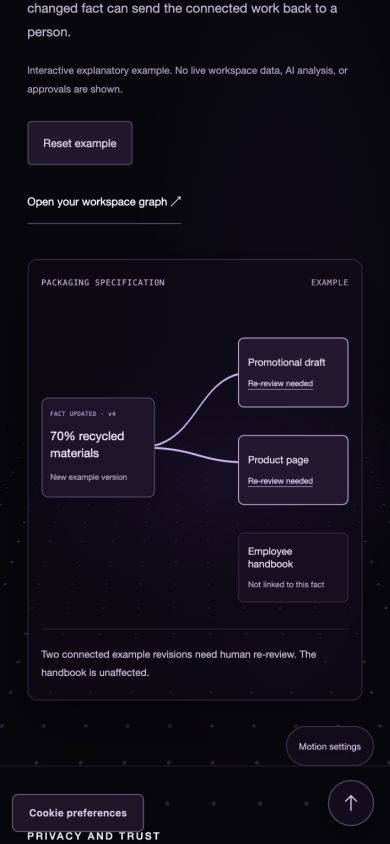 changed fact can send the connected work back to a
person.
Interactive explanatory example. No live workspace data, AI analysis, or
approvals are shown.
Reset example
Open your workspace graph ↗
PACKAGING SPECIFICATION
EXAMPLE
Promotional draft
Re-review needed
FACT UPDATED · v4
70% recycled
materials
New example version
Product page
Re-review needed
Employee
handbook
Not linked to this fact
Two connected example revisions need human re-review. The
handbook is unaffected.
Motion settings
Cookie preferences
PRIVACY AND TRUST